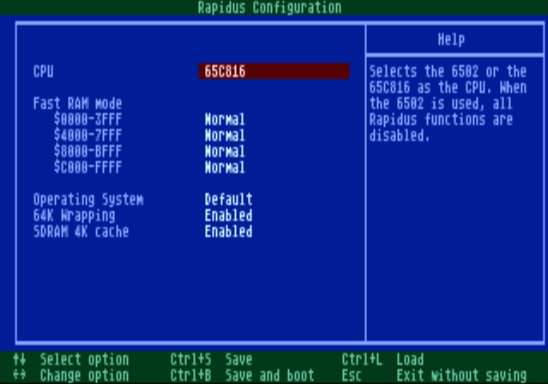 Rapidus Configuration
Help
CPU 65C816
Selects the 6502 or the
65C816 as the CPU. When
the 6502 is used, all
Rapidus functions are
disabled.
Fast RAM mode
$0000-3FFF Normal
$4000-7FFF Normal
$8000-BFFF Normal
$C000-FFFF Normal
Operating System Default
64K Wrapping Enabled
SDRAM 4K cache Enabled
↑↓ Select option Ctrl+S Save Ctrl+L Load
↔ Change option Ctrl+B Save and boot Esc Exit without saving